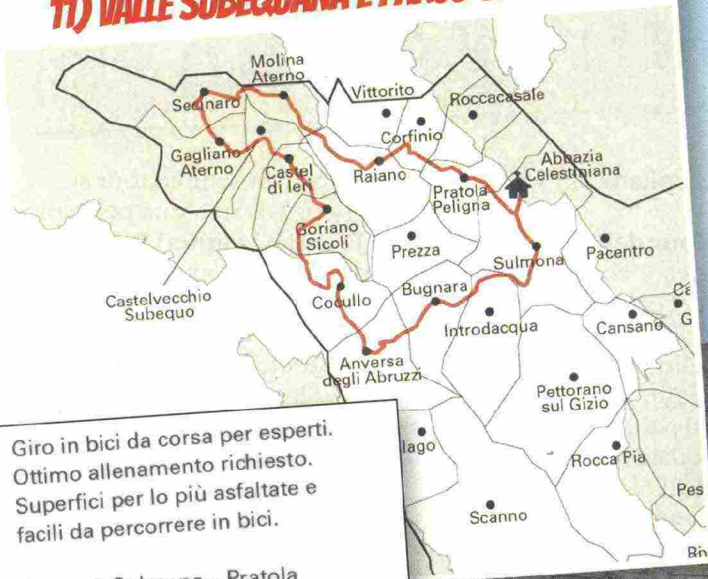 11) VALLE SUBEQUANA E
Molina
Aterno
Vittorito
Roccacasale
Secinaro
Corfinio
Gagliano
Aterno
Castel
di Ieri
Raiano
Abbazia
Celestiniana
Pratola
Peligna
Goriano
Sicoli
Prezza
Sulmona
Pacentro
Castelvecchio
Subequo
Cocullo
Bugnara
Introdacqua
Cansano
Anversa
degli Abruzzi
Pettorano
sul Gizio
Giro in bici da corsa per esperti.
Ottimo allenamento richiesto.
Superfici per lo più asfaltate e
facili da percorrere in bici.
lago
Rocca Pia
Pes
Scanno
Sulmona - Pratola